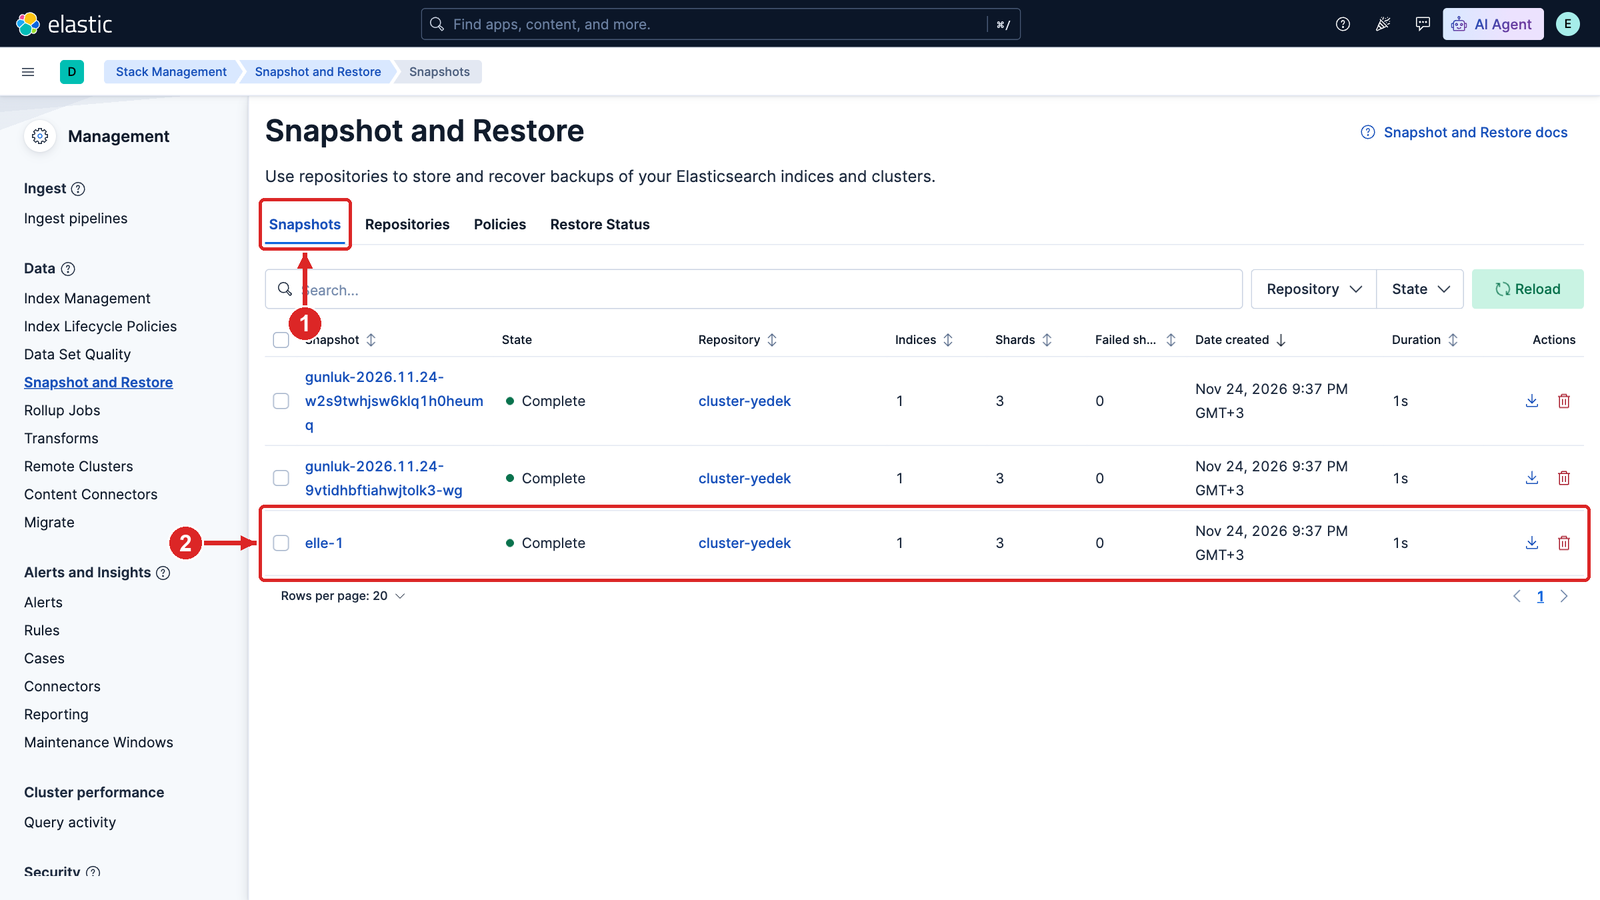 elastic
Find apps, content, and more.
⌘/
AI Agent
E
D
Stack Management
Snapshot and Restore
Snapshots
Management
Ingest
Ingest pipelines
Data
Index Management
Index Lifecycle Policies
Data Set Quality
Snapshot and Restore
Rollup Jobs
Transforms
Remote Clusters
Content Connectors
Migrate
Alerts and Insights
Alerts
Rules
Cases
Connectors
Reporting
Maintenance Windows
Cluster performance
Query activity
Security
Snapshot and Restore
Snapshot and Restore docs
Use repositories to store and recover backups of your Elasticsearch indices and clusters.
Snapshots Repositories Policies Restore Status
Search...
Repository State Reload
1
Snapshot State Repository Indices Shards Failed sh... Date created Duration Actions
gunluk-2026.11.24-
w2s9twhjsw6klq1h0heum
q
Complete cluster-yedek 1 3 0
Nov 24, 2026 9:37 PM
GMT+3
1s
gunluk-2026.11.24-
9vtidhbftiahwjtolk3-wg
Complete cluster-yedek 1 3 0
Nov 24, 2026 9:37 PM
GMT+3
1s
2
elle-1 Complete cluster-yedek 1 3 0
Nov 24, 2026 9:37 PM
GMT+3
1s
Rows per page: 20
1